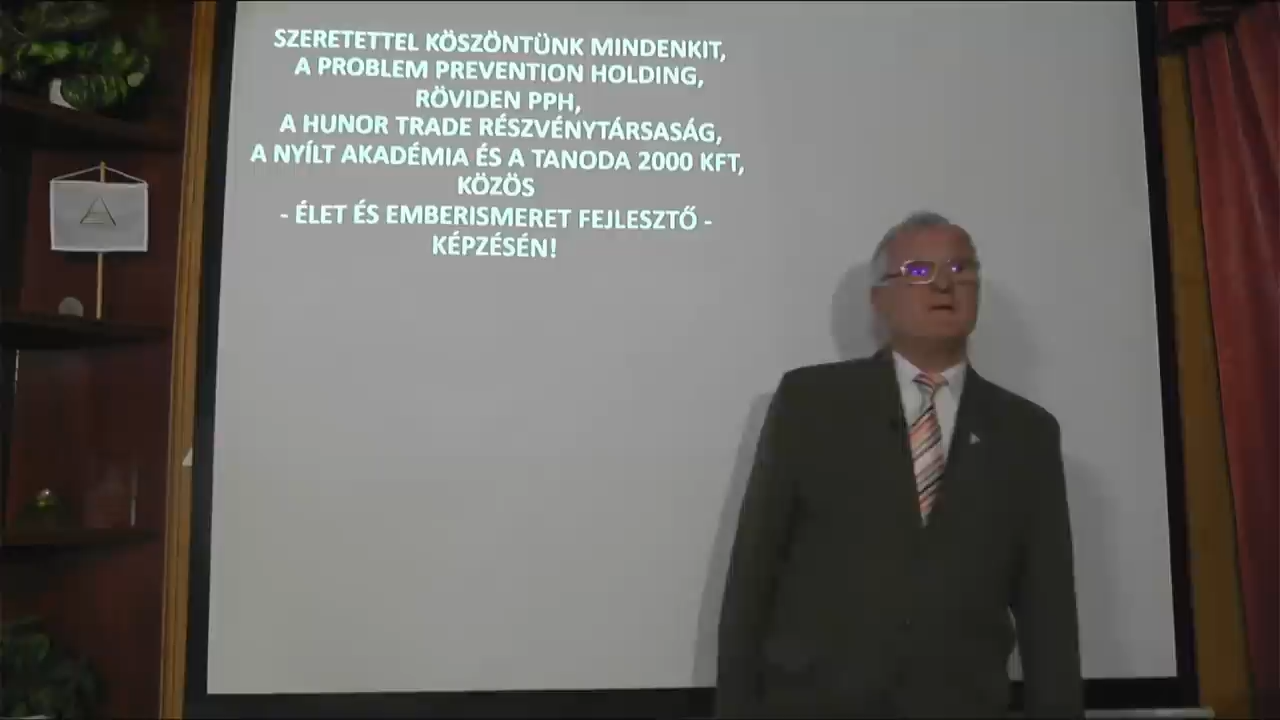 SZERETETTEL KÖSZÖNTÜNK MINDENKIT,
A PROBLEM PREVENTION HOLDING,
RÖVIDEN PPH,
A HUNOR TRADE RÉSZVÉNYTÁRSASÁG,
A NYÍLT AKADÉMIA ÉS A TANODA 2000 KFT,
KÖZÖS
- ÉLET ÉS EMBERISMERET FEJLESZTŐ -
KÉPZÉSÉN!